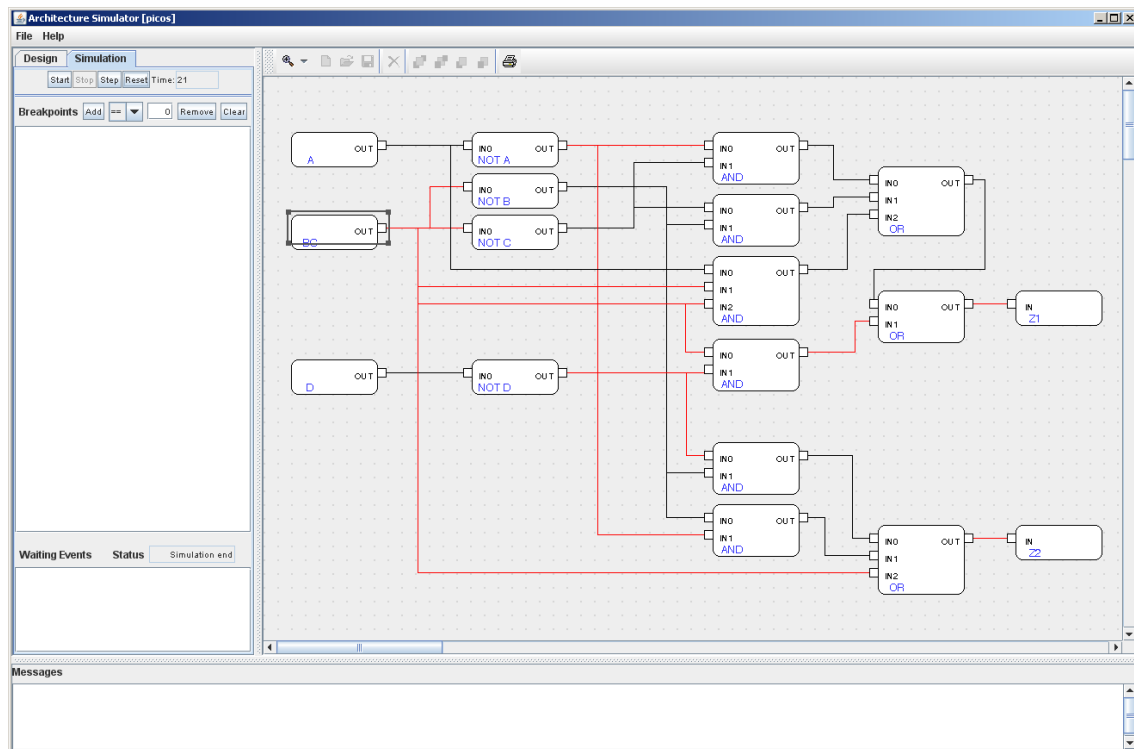 Architecture Simulator [picos]
File Help
Design Simulation
Start Stop Step Reset Time: 21
Breakpoints Add == 0 Remove Clear
Waiting Events Status Simulation end
OUT
A
OUT
BC
OUT
D
IN0 OUT
NOT A
IN0 OUT
NOT B
IN0 OUT
NOT C
IN0 OUT
NOT D
IN0 OUT
IN1
AND
IN0 OUT
IN1
AND
IN0 OUT
IN1
IN2
AND
IN0 OUT
IN1
AND
IN0 OUT
IN1
AND
IN0 OUT
IN1
AND
IN0 OUT
IN1
IN2
OR
IN0 OUT
IN1
OR
IN0 OUT
IN1
IN2
OR
IN
Z1
IN
Z2
Messages